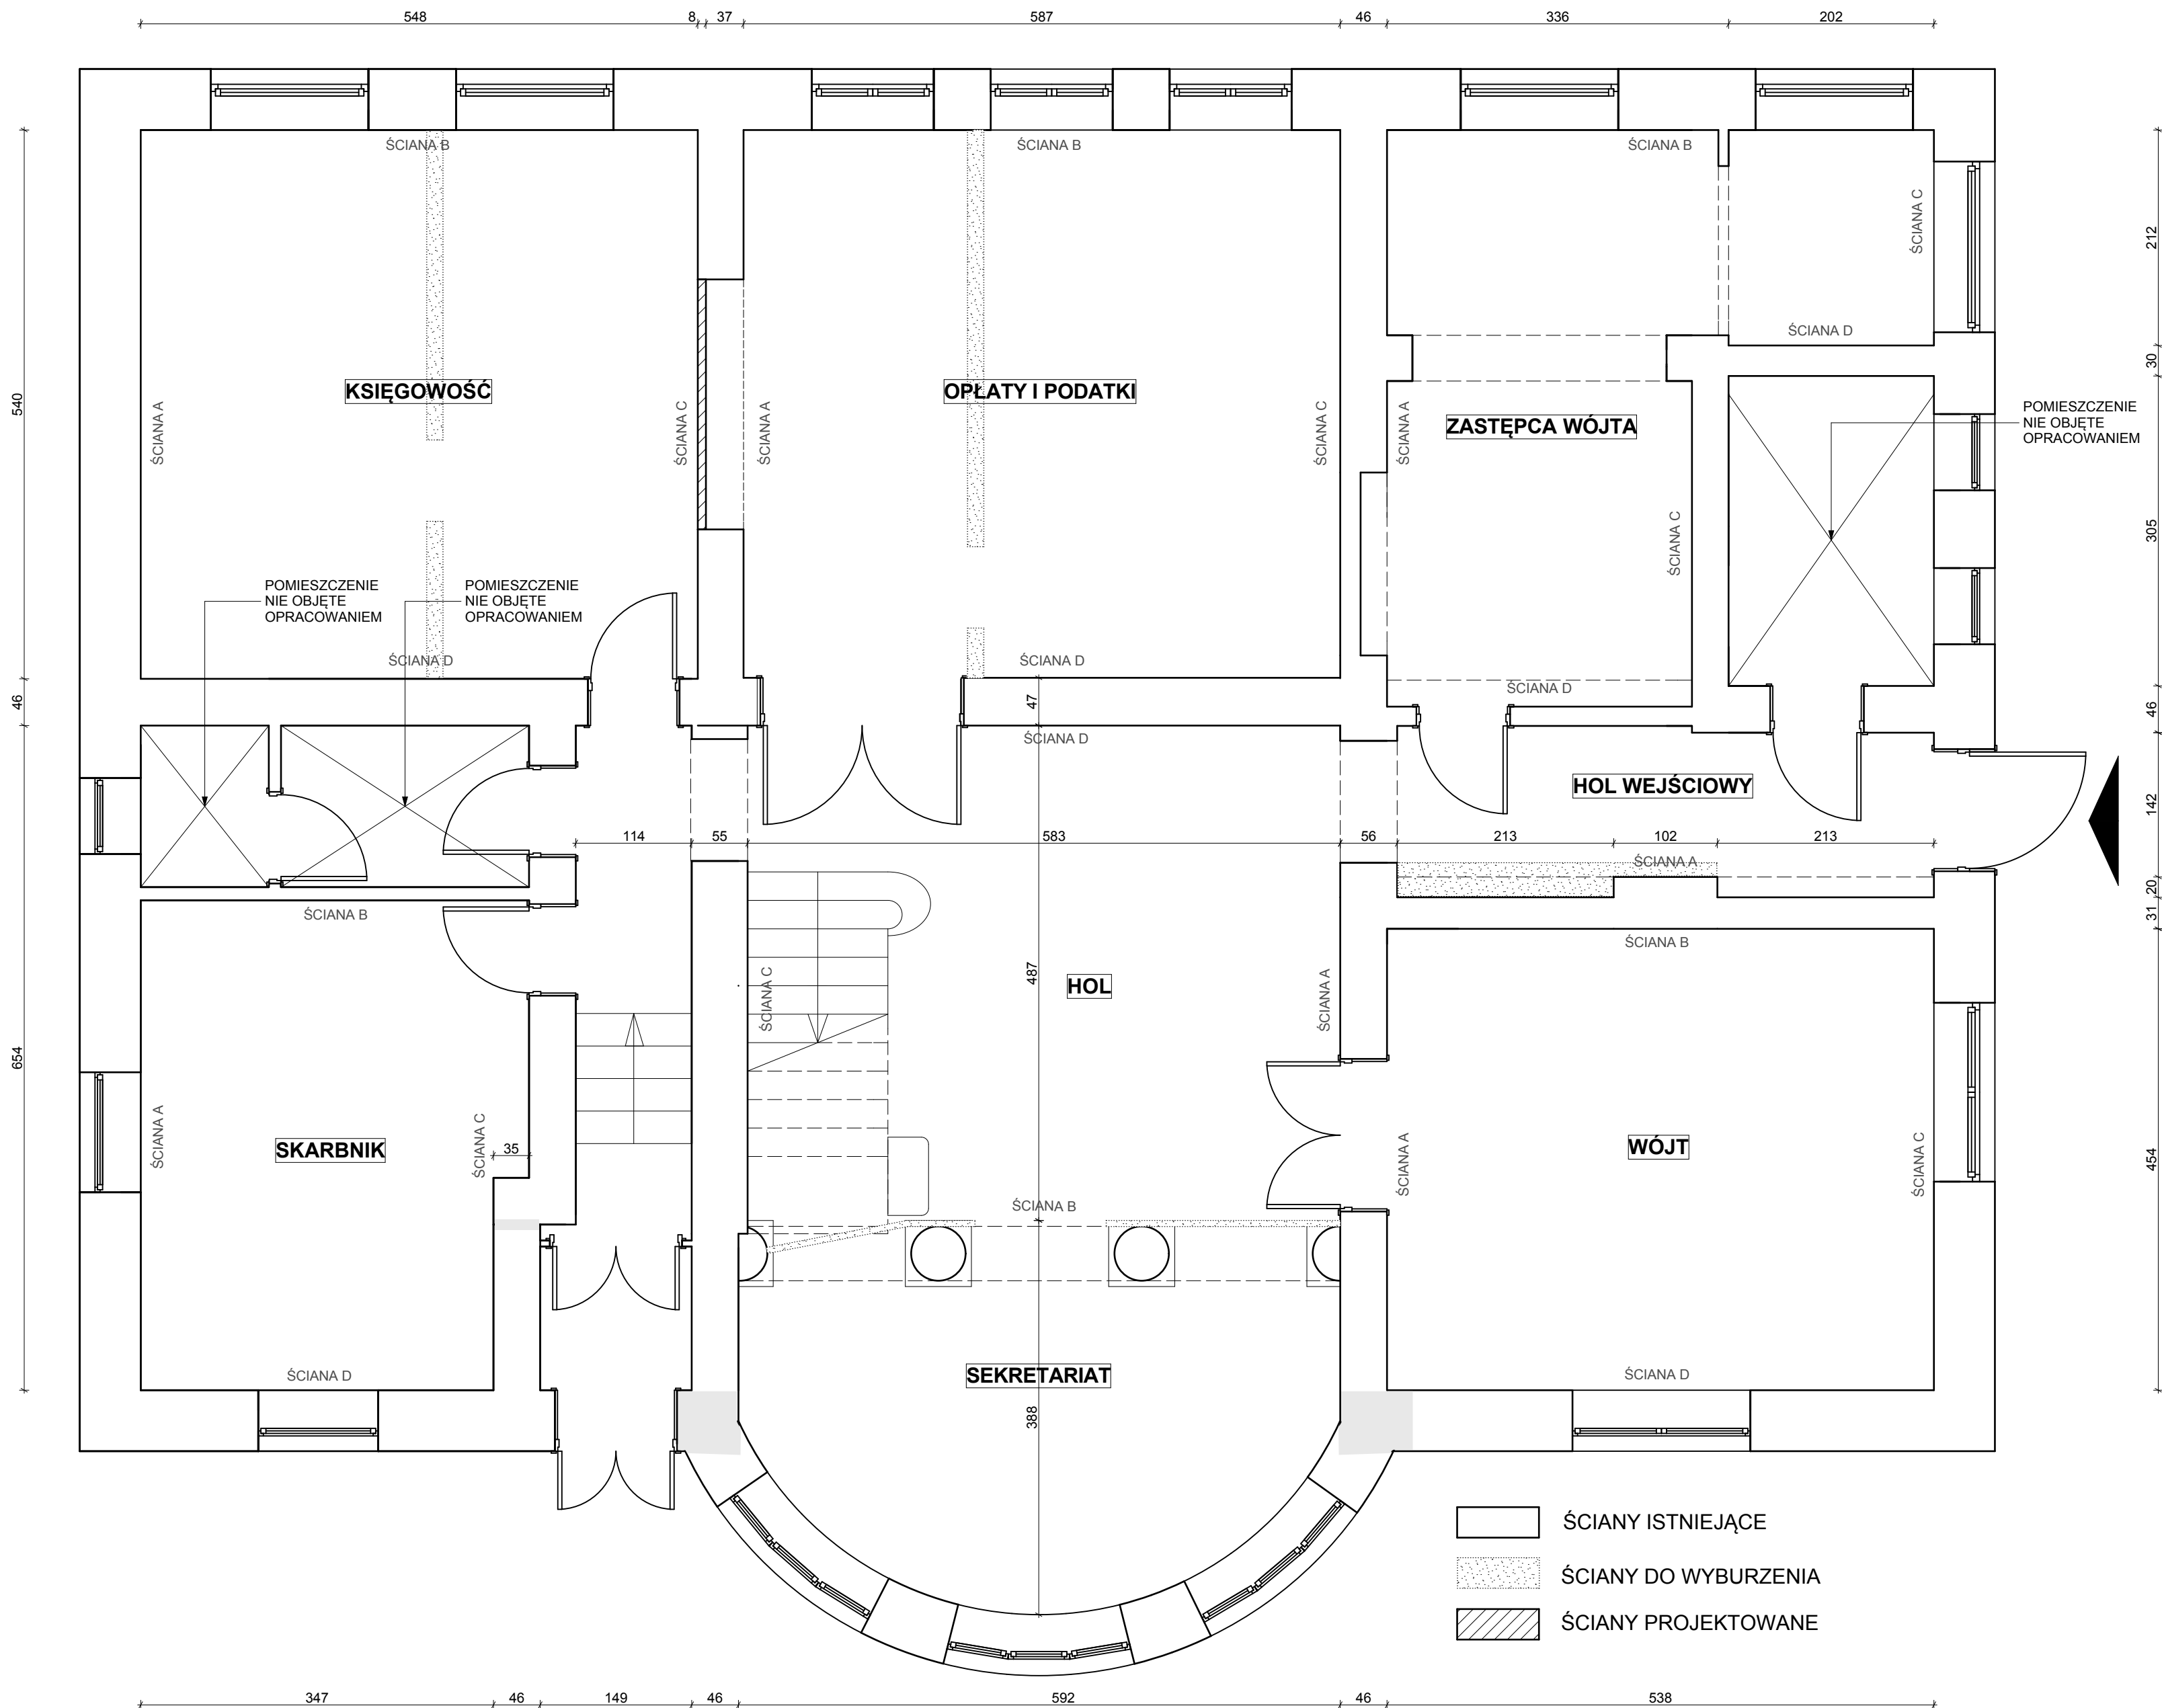 548
8
37
587
46
336
202
ŚCIANA B
ŚCIANA B
ŚCIANA B
ŚCIANA C
212
ŚCIANA D
30
540
KSIĘGOWOŚĆ
OPŁATY I PODATKI
ZASTĘPCA WÓJTA
ŚCIANA A
ŚCIANA C
ŚCIANA A
ŚCIANA C
ŚCIANA A
ŚCIANA C
POMIESZCZENIE
NIE OBJĘTE
OPRACOWANIEM
305
POMIESZCZENIE
NIE OBJĘTE
OPRACOWANIEM
POMIESZCZENIE
NIE OBJĘTE
OPRACOWANIEM
ŚCIANA D
ŚCIANA D
ŚCIANA D
46
47
46
ŚCIANA D
HOL WEJŚCIOWY
142
114
55
583
56
213
102
213
ŚCIANA A
20
31
ŚCIANA B
ŚCIANA B
654
487
HOL
ŚCIANA C
ŚCIANA A
SKARBNIK
ŚCIANA A
ŚCIANA C
35
WÓJT
ŚCIANA A
ŚCIANA C
454
ŚCIANA B
ŚCIANA D
SEKRETARIAT
ŚCIANA D
388
ŚCIANY ISTNIEJĄCE
ŚCIANY DO WYBURZENIA
ŚCIANY PROJEKTOWANE
347
46
149
46
592
46
538